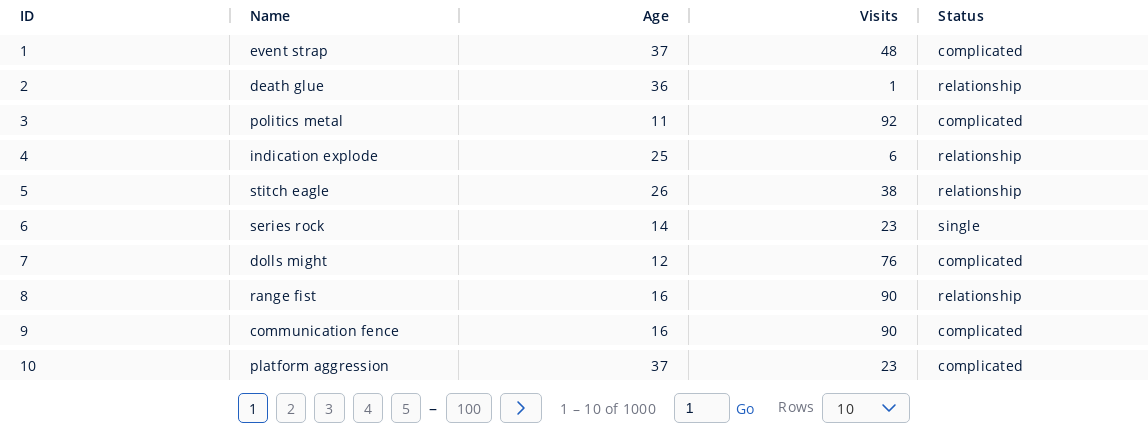 ID Name Age Visits Status
1 event strap 37 48 complicated
2 death glue 36 1 relationship
3 politics metal 11 92 complicated
4 indication explode 25 6 relationship
5 stitch eagle 26 38 relationship
6 series rock 14 23 single
7 dolls might 12 76 complicated
8 range fist 16 90 relationship
9 communication fence 16 90 complicated
10 platform aggression 37 23 complicated
1 2 3 4 5 – 100 1 – 10 of 1000 1 Go Rows 10